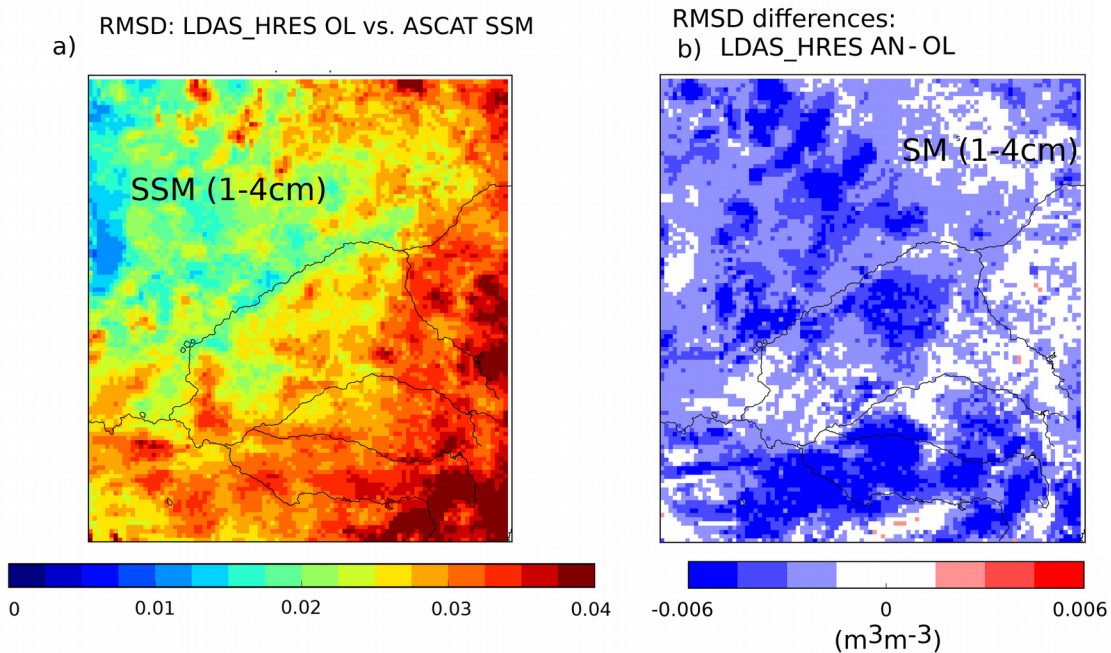 RMSD: LDAS_HRES OL vs. ASCAT SSM
a)
SSM (1-4cm)
0 0.01 0.02 0.03 0.04
RMSD differences:
b) LDAS_HRES AN-OL
SM (1-4cm)
-0.006 0 0.006
(m³m⁻³)